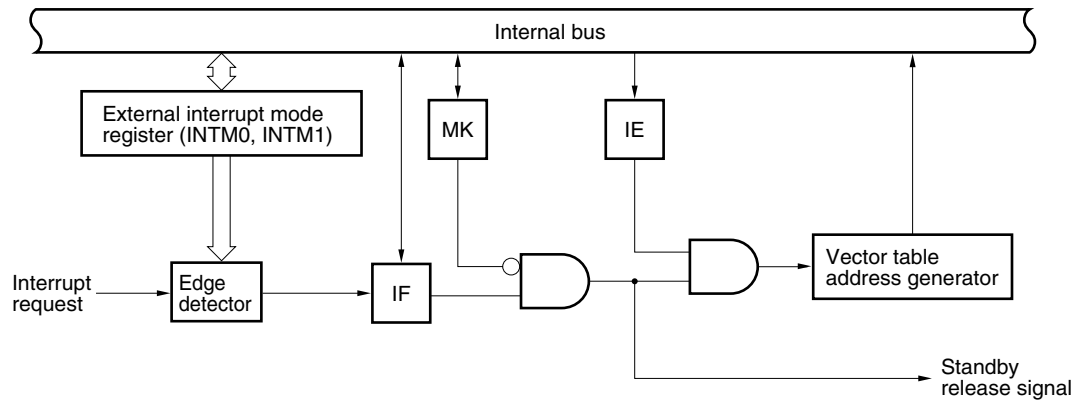 Internal bus
External interrupt mode
register (INTM0, INTM1)
MK
IE
Interrupt
request
Edge
detector
IF
Vector table
address generator
Standby
release signal